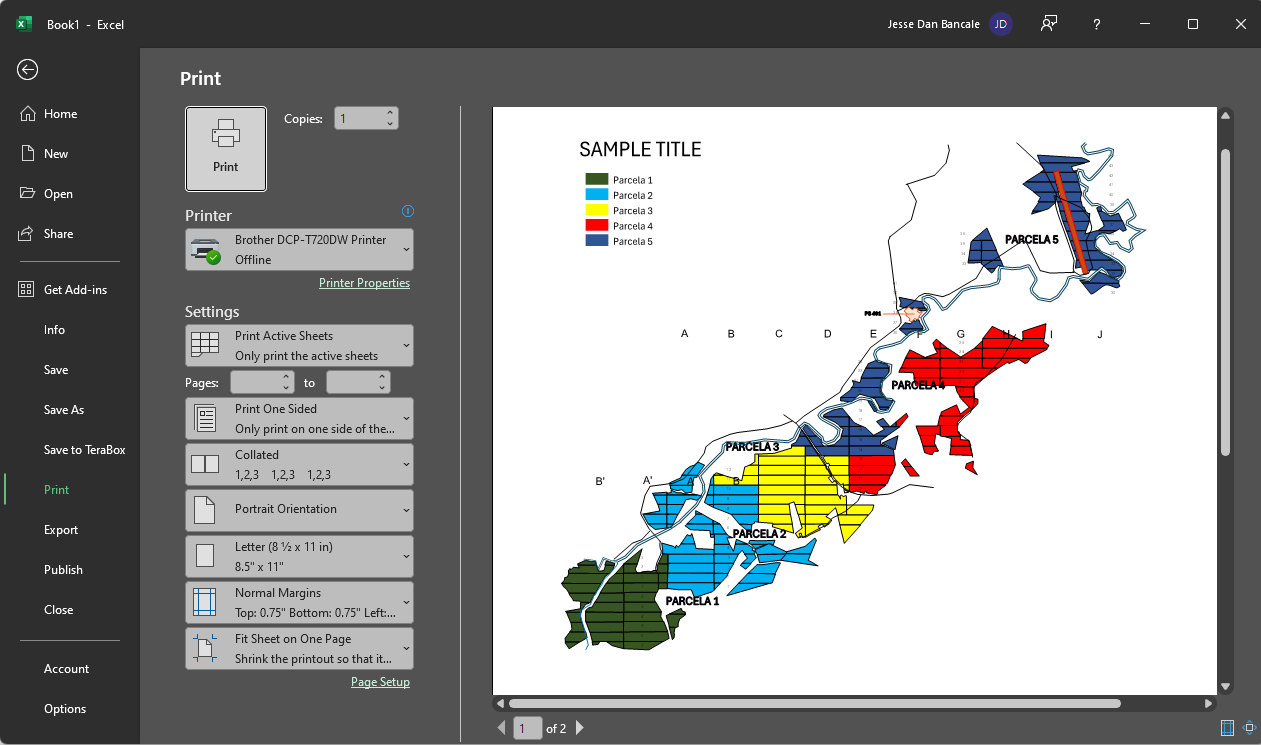 Book1 - Excel
Jesse Dan Bancale
JD
?
Print
Home
New
Open
Share
Get Add-ins
Info
Save
Save As
Save to TeraBox
Print
Export
Publish
Close
Account
Options
Print
Copies: 1
Printer
Brother DCP-T720DW Printer
Offline
Printer Properties
Settings
Print Active Sheets
Only print the active sheets
Pages: to
Print One Sided
Only print on one side of the...
Collated
1,2,3 1,2,3 1,2,3
Portrait Orientation
Letter (8 ½ x 11 in)
8.5" x 11"
Normal Margins
Top: 0.75" Bottom: 0.75" Left:...
Fit Sheet on One Page
Shrink the printout so that it...
Page Setup
SAMPLE TITLE
Parcela 1
Parcela 2
Parcela 3
Parcela 4
Parcela 5
PARCELA 5
A B C D E F G H I J
PARCELA 4
PARCELA 3
B' A' A B
PARCELA 2
PARCELA 1
1 of 2